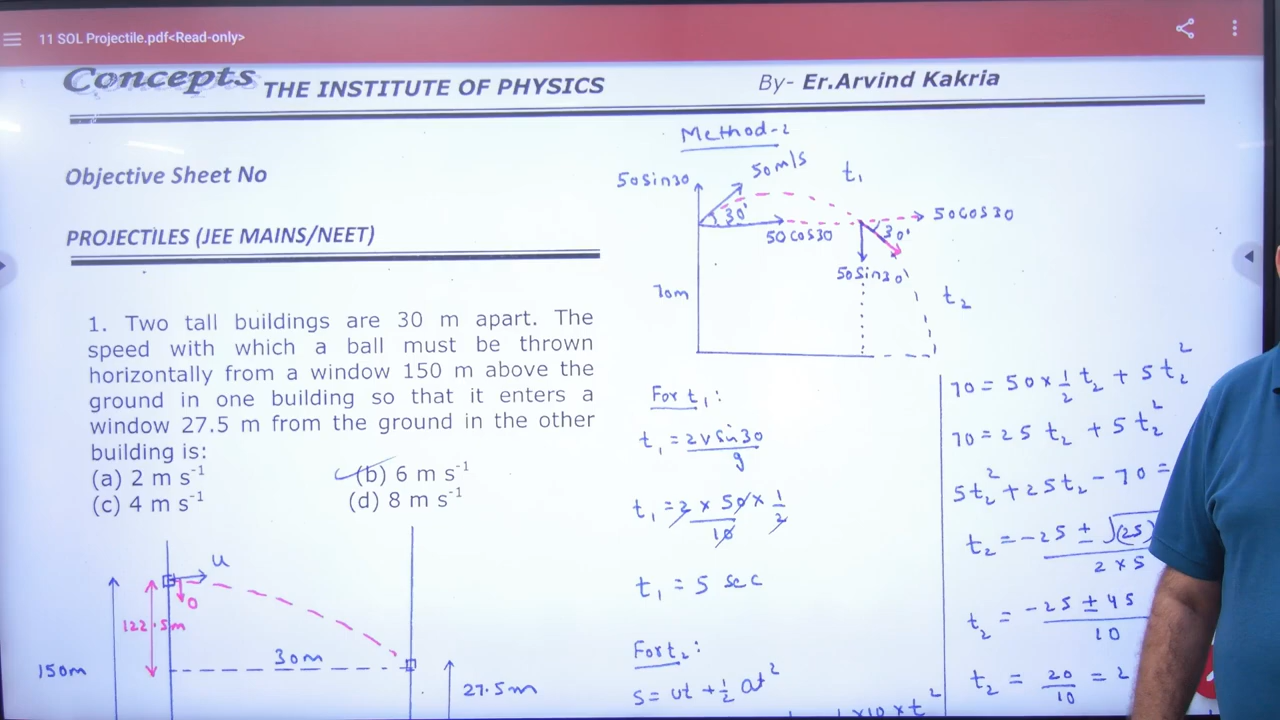 11 SOL Projectile.pdf<Read-only>
Concepts THE INSTITUTE OF PHYSICS
By- Er.Arvind Kakria
Objective Sheet No
PROJECTILES (JEE MAINS/NEET)
1. Two tall buildings are 30 m apart. The
speed with which a ball must be thrown
horizontally from a window 150 m above the
ground in one building so that it enters a
window 27.5 m from the ground in the other
building is:
(a) 2 m s⁻¹ (b) 6 m s⁻¹
(c) 4 m s⁻¹ (d) 8 m s⁻¹
u
0
122.5m
150m
30m
27.5m
Method-2
50sin30
50m/s
t₁
30°
50cos30
50cos30
30°
50sin30
70m
t₂
For t₁:
t₁ = 2vsin30/g
t₁ = 2 × 50 × 1/2 / 10
t₁ = 5 sec
For t₂:
s = ut + 1/2 at²
1 × 10 × t²
70 = 50 × 1/2 t₂ + 5t₂²
70 = 25 t₂ + 5t₂²
5t₂² + 25t₂ - 70 =
t₂ = -25 ± √(25)² / 2 × 5
t₂ = -25 ± 45 / 10
t₂ = 20/10 = 2